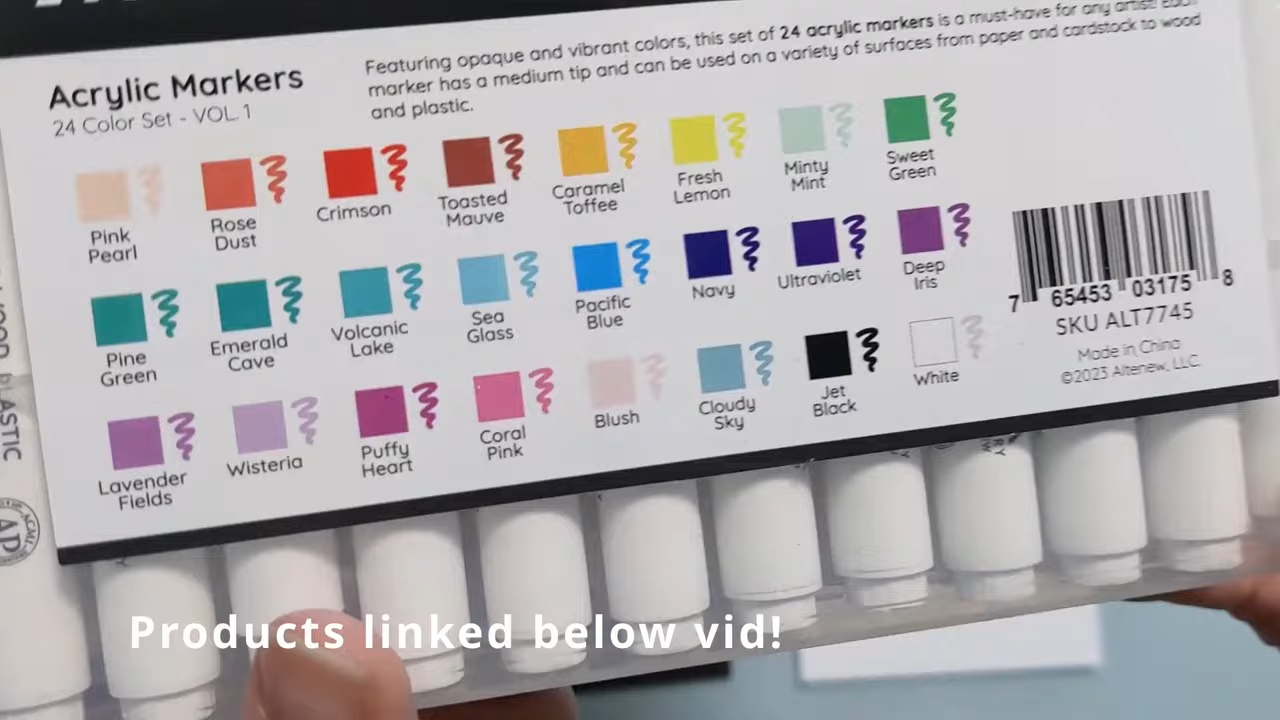 Acrylic Markers
24 Color Set - VOL 1
Featuring opaque and vibrant colors, this set of 24 acrylic markers is a must-have for any artist! Each
marker has a medium tip and can be used on a variety of surfaces from paper and cardstock to wood
and plastic.
Pink
Pearl
Rose
Dust
Crimson
Toasted
Mauve
Caramel
Toffee
Fresh
Lemon
Minty
Mint
Sweet
Green
Pine
Green
Emerald
Cave
Volcanic
Lake
Sea
Glass
Pacific
Blue
Navy
Ultraviolet
Deep
Iris
Lavender
Fields
Wisteria
Puffy
Heart
Coral
Pink
Blush
Cloudy
Sky
Jet
Black
White
7 65453 03175 8
SKU ALT7745
Made in China
©2023 Altenew, LLC.
PLASTIC
AP
Products linked below vid!